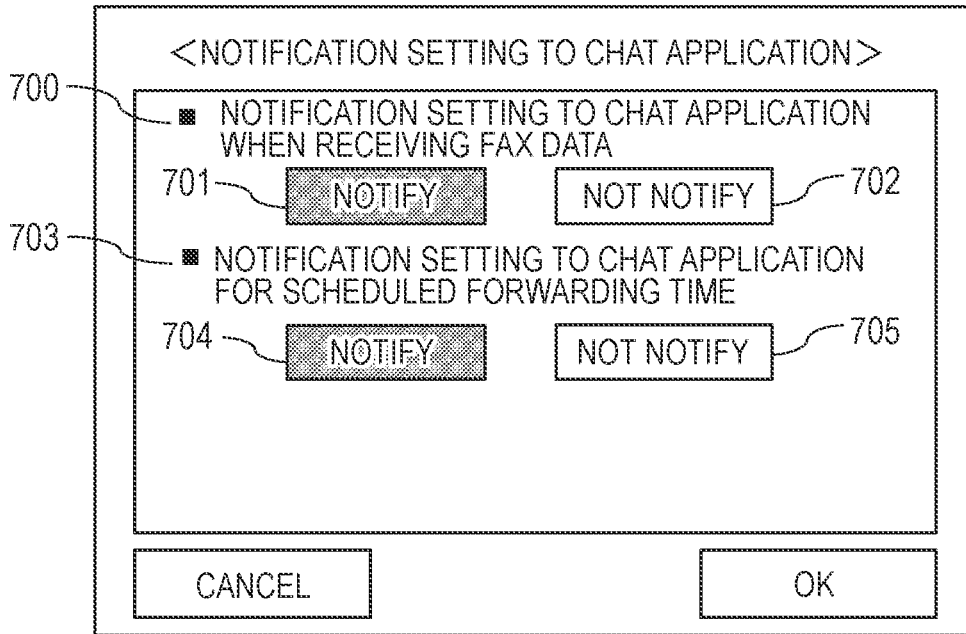 <NOTIFICATION SETTING TO CHAT APPLICATION>
700
■ NOTIFICATION SETTING TO CHAT APPLICATION
WHEN RECEIVING FAX DATA
701 NOTIFY NOT NOTIFY 702
703
■ NOTIFICATION SETTING TO CHAT APPLICATION
FOR SCHEDULED FORWARDING TIME
704 NOTIFY NOT NOTIFY 705
CANCEL OK